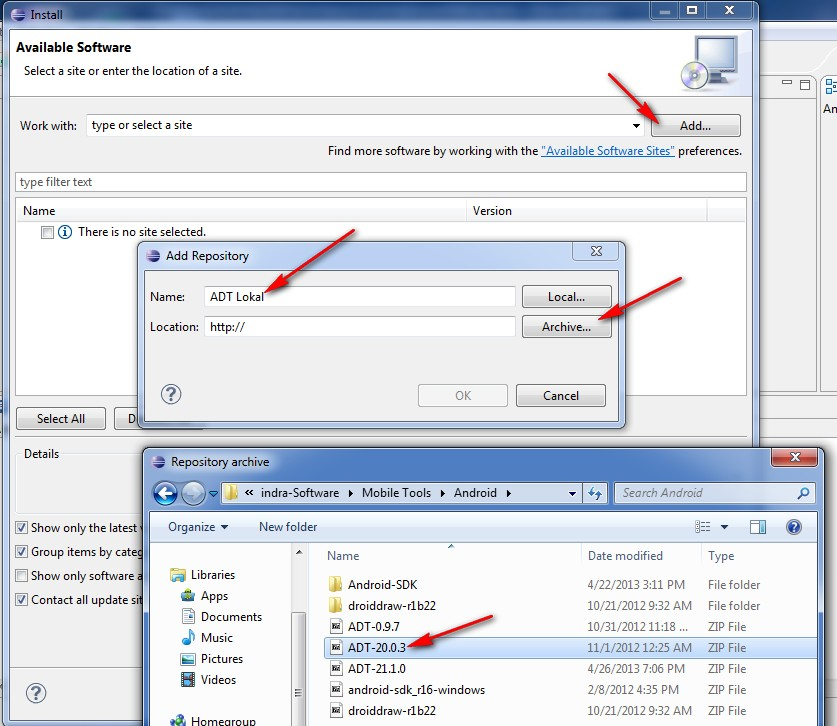 Install
Available Software
Select a site or enter the location of a site.
Work with: type or select a site Add...
Find more software by working with the "Available Software Sites" preferences.
type filter text
Name Version
There is no site selected.
Add Repository
Name: ADT Lokal Local...
Location: http:// Archive...
OK Cancel
Select All
Details
Show only the latest
Group items by categ
Show only software a
Contact all update sit
An
Repository archive
« indra-Software Mobile Tools Android Search Android
Organize New folder
Libraries
Apps
Documents
Music
Pictures
Videos
Homegroup
Name Date modified Type
Android-SDK 4/22/2013 3:11 PM File folder
droiddraw-r1b22 10/21/2012 9:32 AM File folder
ADT-0.9.7 10/31/2012 11:18 ... ZIP File
ADT-20.0.3 11/1/2012 12:25 AM ZIP File
ADT-21.1.0 4/26/2013 7:06 PM ZIP File
android-sdk_r16-windows 2/8/2012 4:35 PM ZIP File
droiddraw-r1b22 10/21/2012 9:32 AM ZIP File